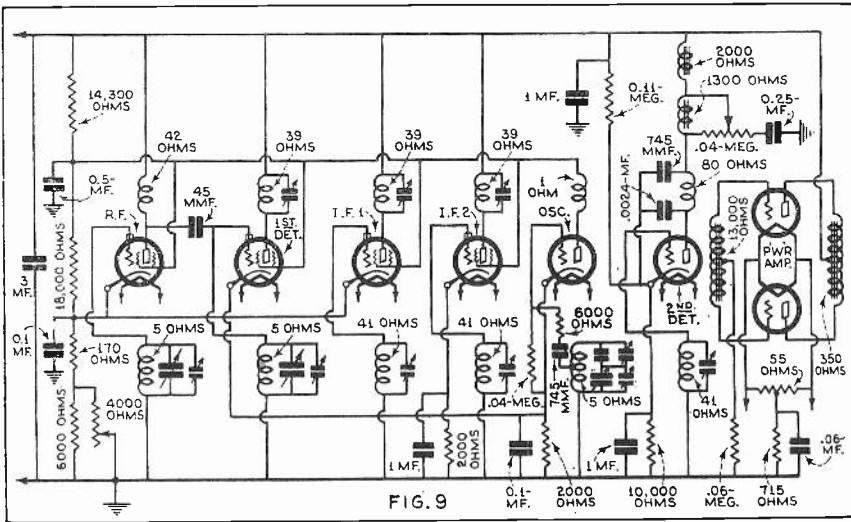 14,300
OHMS
42
OHMS
39
OHMS
39
OHMS
39
OHMS
1 MF.
0.11-
MEG.
2000
OHMS
1300 OHMS
0.25-
MF.
.04-MEG.
745
MMF.
80 OHMS
.0024-MF.
1
OHM
OSC.
0.5-
MF.
45
MMF.
R.F.
1ST.
DET.
I.F.1
I.F.2
13,000
OHMS
PWR
AMP.
3
MF.
18,000 OHMS
0.1
MF.
170
OHMS
6000 OHMS
4000
OHMS
5 OHMS
5 OHMS
41 OHMS
41 OHMS
6000
OHMS
2ND.
DET.
.04-MEG.
745-
MMF.
5 OHMS
41
OHMS
55
OHMS
350
OHMS
1 MF.
2000
OHMS
0.1-
MF.
2000
OHMS
1 MF.
10,000
OHMS
.06-
MEG.
715
OHMS
.06-
MF.
FIG. 9